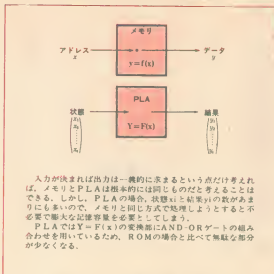 メモリ
アドレス
x
y=f(x)
データ
y
PLA
状態
x₁
x₂
Y=F(X)
結果
y₁
y₂
入力が決まれば出力は一義的に求まるという点だけ考えれ
ば，メモリとPLAは根本的には同じものだと考えることは
できる。しかし，PLAの場合，状態xiと結果yiの数があま
りにも多いので，メモリと同じ方式で処理しようとすると不
必要で膨大な記憶容量を必要としてしまう。
PLAではY=F(x)の変換部にAND-ORゲートの組み
合わせを用いているため，ROMの場合と比べて無駄な部分
が少なくなる。